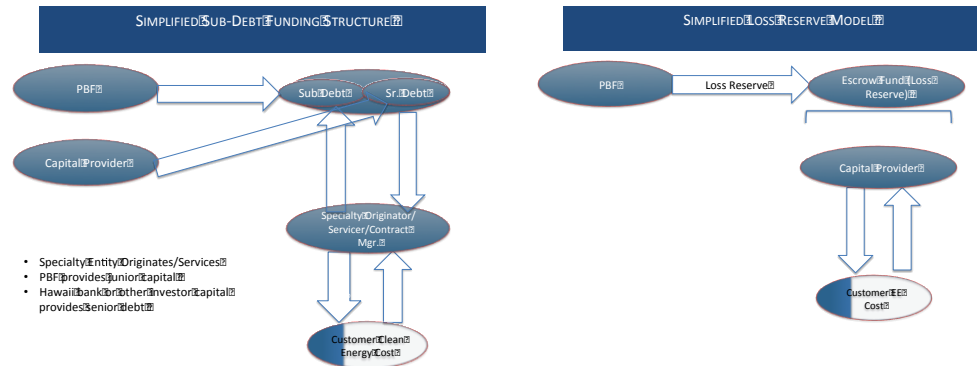 SIMPLIFIED SUB-DEBT FUNDING STRUCTURE
PBF
Sub Debt
Sr. Debt
Capital Provider
Specialty Originator/
Servicer/Contract
Mgr.
• Specialty Entity Originates/Services
• PBF provides junior capital
• Hawaii bank or other investor capital
provides senior debt
Customer Clean
Energy Cost
SIMPLIFIED LOSS RESERVE MODEL
PBF
Loss Reserve
Escrow Fund (Loss
Reserve)
Capital Provider
Customer EE
Cost